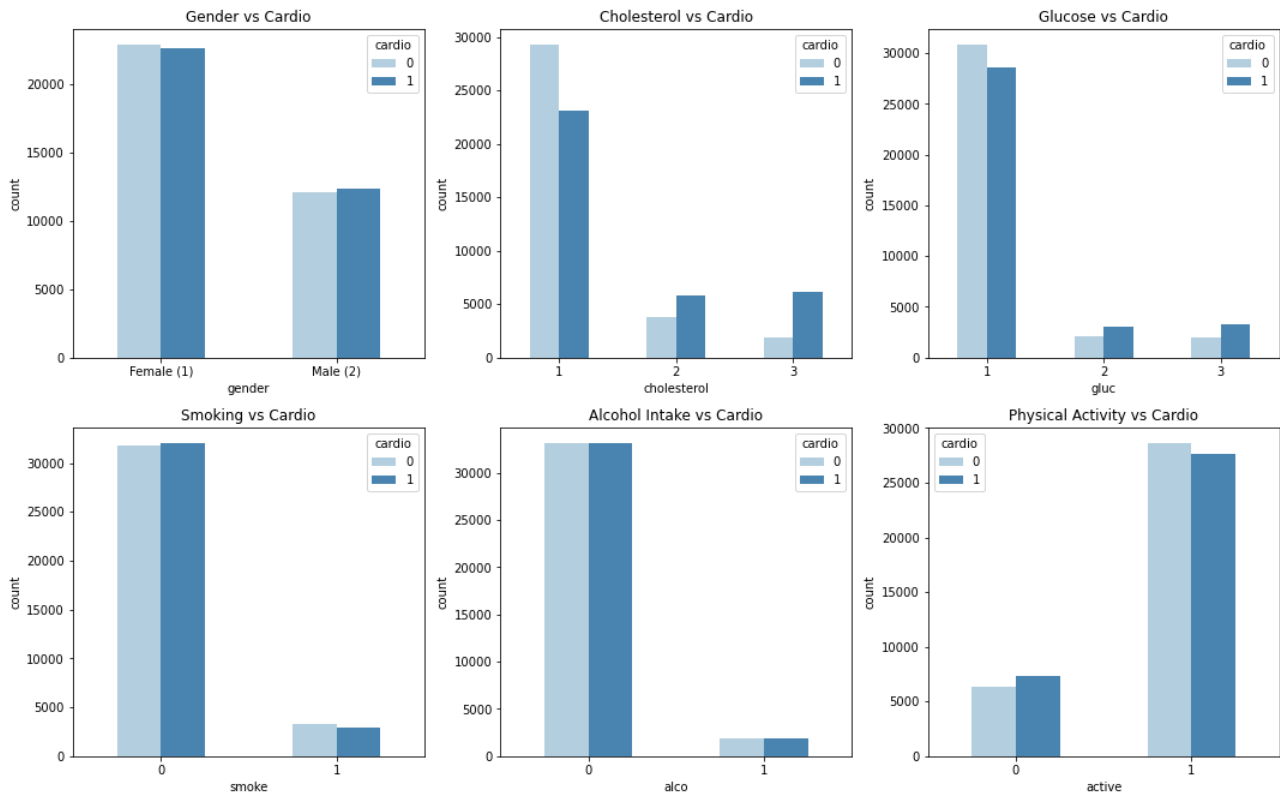 Gender vs Cardio
cardio
0
1
20000
15000
10000
5000
0
count
Female (1) Male (2)
gender
Cholesterol vs Cardio
cardio
0
1
30000
25000
20000
15000
10000
5000
0
count
1 2 3
cholesterol
Glucose vs Cardio
cardio
0
1
30000
25000
20000
15000
10000
5000
0
count
1 2 3
gluc
Smoking vs Cardio
cardio
0
1
30000
25000
20000
15000
10000
5000
0
count
0 1
smoke
Alcohol Intake vs Cardio
cardio
0
1
30000
25000
20000
15000
10000
5000
0
count
0 1
alco
Physical Activity vs Cardio
cardio
0
1
30000
25000
20000
15000
10000
5000
0
count
0 1
active